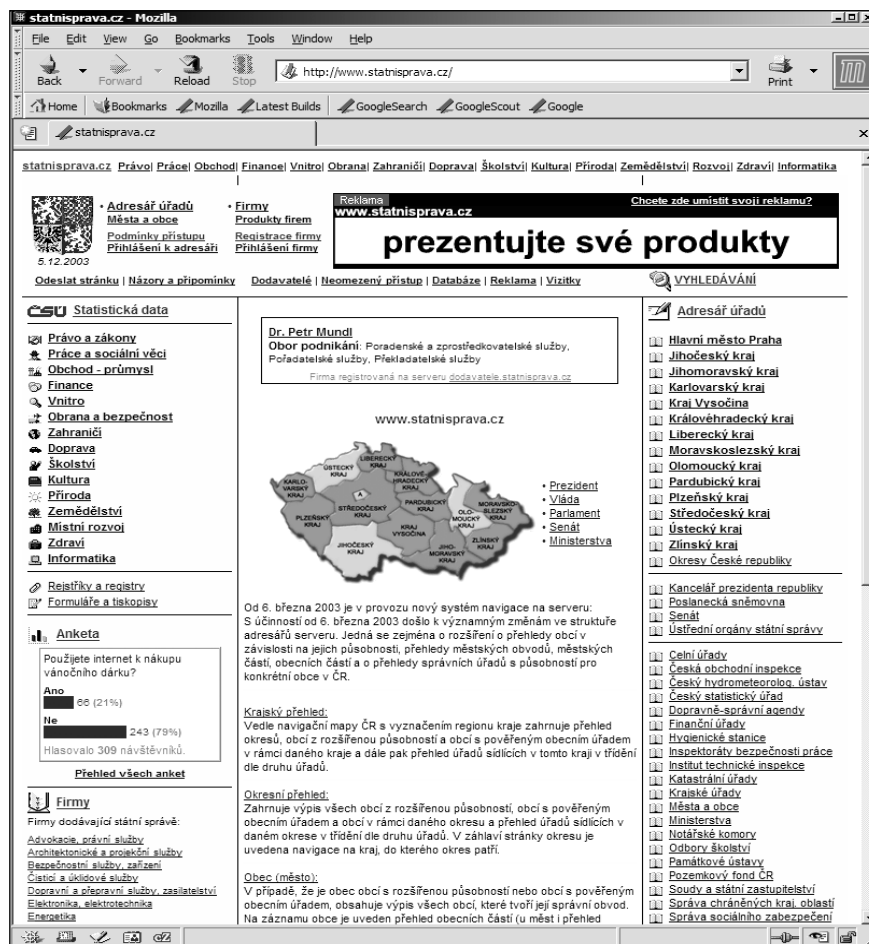 statnisprava.cz - Mozilla
File Edit View Go Bookmarks Tools Window Help
Back Forward Reload Stop http://www.statnisprava.cz/ Print
Home Bookmarks Mozilla Latest Builds GoogleSearch GoogleScout Google
statnisprava.cz
statnisprava.cz Právo| Práce| Obchod| Finance| Vnitro| Obrana| Zahraničí| Doprava| Školství| Kultura| Příroda| Zemědělství| Rozvoj| Zdraví| Informatika
• Adresář úřadů
Města a obce
Podmínky přístupu
Přihlášení k adresáři
5.12.2003
• Firmy
Produkty firem
Registrace firmy
Přihlášení firmy
Reklama
www.statnisprava.cz
Chcete zde umístit svoji reklamu?
prezentujte své produkty
Odeslat stránku | Názory a připomínky Dodavatelé | Neomezený přístup | Databáze | Reklama | Vizitky
VYHLEDÁVÁNÍ
ČSÚ Statistická data
Právo a zákony
Práce a sociální věci
Obchod - průmysl
Finance
Vnitro
Obrana a bezpečnost
Zahraničí
Doprava
Školství
Kultura
Příroda
Zemědělství
Místní rozvoj
Zdraví
Informatika
Rejstříky a registry
Formuláře a tiskopisy
Anketa
Použijete internet k nákupu
vánočního dárku?
Ano
66 (21%)
Ne
243 (79%)
Hlasovalo 309 návštěvníků.
Přehled všech anket
Firmy
Firmy dodávající státní správě:
Advokacie, právní služby
Architektonické a projekční služby
Bezpečnostní služby, zařízení
Čisticí a úklidové služby
Dopravní a přepravní služby, zasilatelství
Elektronika, elektrotechnika
Energetika
Dr. Petr Mundl
Obor podnikání: Poradenské a zprostředkovatelské služby,
Pořadatelské služby, Překladatelské služby
Firma registrovaná na serveru dodavatele.statnisprava.cz
www.statnisprava.cz
ÚSTECKÝ KRAJ
LIBERECKÝ KRAJ
KARLO-VARSKÝ KRAJ
KRÁLOVÉ-HRADECKÝ KRAJ
A
STŘEDOČESKÝ KRAJ
PARDUBICKÝ KRAJ
PLZEŇSKÝ KRAJ
OLO-MOUCKÝ KRAJ
MORAVSKO-SLEZSKÝ KRAJ
KRAJ VYSOČINA
JIHOČESKÝ KRAJ
JIHO-MORAVSKÝ KRAJ
ZLÍNSKÝ KRAJ
• Prezident
• Vláda
• Parlament
• Senát
• Ministerstva
Od 6. března 2003 je v provozu nový systém navigace na serveru:
S účinností od 6. března 2003 došlo k významným změnám ve struktuře
adresářů serveru. Jedná se zejména o rozšíření o přehledy obcí v
závislosti na jejich působnosti, přehledy městských obvodů, městských
částí, obecních částí a o přehledy správních úřadů s působností pro
konkrétní obce v ČR.
Krajský přehled:
Vedle navigační mapy ČR s vyznačením regionu kraje zahrnuje přehled
okresů, obcí z rozšířenou působností a obcí s pověřeným obecním úřadem
v rámci daného kraje a dále pak přehled úřadů sídlících v tomto kraji v třídění
dle druhu úřadů.
Okresní přehled:
Zahrnuje výpis všech obcí z rozšířenou působností, obcí s pověřeným
obecním úřadem a obcí v rámci daného okresu a přehled úřadů sídlících v
daném okrese v třídění dle druhu úřadů. V záhlaví stránky okresu je
uvedena navigace na kraj, do kterého okres patří.
Obec (město):
V případě, že je obec obcí s rozšířenou působností nebo obcí s pověřeným
obecním úřadem, obsahuje výpis všech obcí, které tvoří její správní obvod.
Na záznamu obce je uveden přehled obecních částí (u měst i přehled
Adresář úřadů
Hlavní město Praha
Jihočeský kraj
Jihomoravský kraj
Karlovarský kraj
Kraj Vysočina
Královéhradecký kraj
Liberecký kraj
Moravskoslezský kraj
Olomoucký kraj
Pardubický kraj
Plzeňský kraj
Středočeský kraj
Ústecký kraj
Zlínský kraj
Okresy České republiky
Kancelář prezidenta republiky
Poslanecká sněmovna
Senát
Ústřední orgány státní správy
Celní úřady
Česká obchodní inspekce
Český hydrometeorolog. ústav
Český statistický úřad
Dopravně-správní agendy
Finanční úřady
Hygienické stanice
Inspektoráty bezpečnosti práce
Institut technické inspekce
Katastrální úřady
Krajské úřady
Města a obce
Ministerstva
Notářské komory
Odbory školství
Památkové ústavy
Pozemkový fond ČR
Soudy a státní zastupitelství
Správa chráněných kraj. oblastí
Správa sociálního zabezpečení